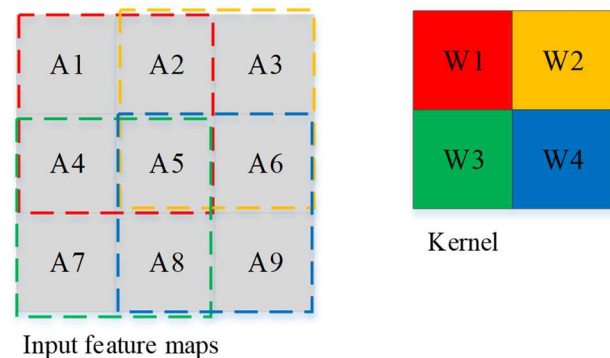 A1 A2 A3
A4 A5 A6
A7 A8 A9
Input feature maps
W1 W2
W3 W4
Kernel